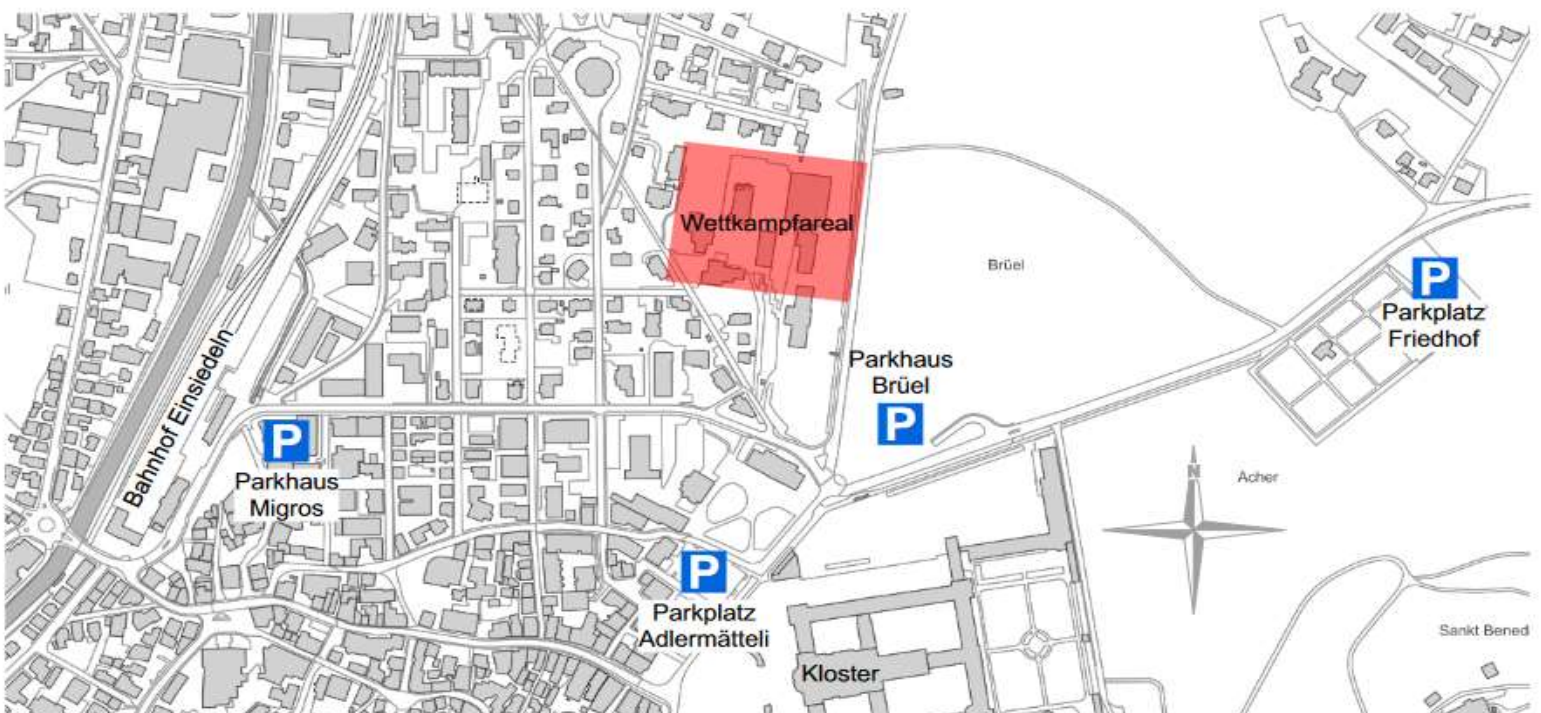 Wettkampfareal
Brüel
P
Parkplatz
Friedhof
Bahnhof Einsiedeln
Parkhaus
Brüel
P
P
Parkhaus
Migros
N
Acher
P
Parkplatz
Adlermätteli
Sankt Bened
Kloster